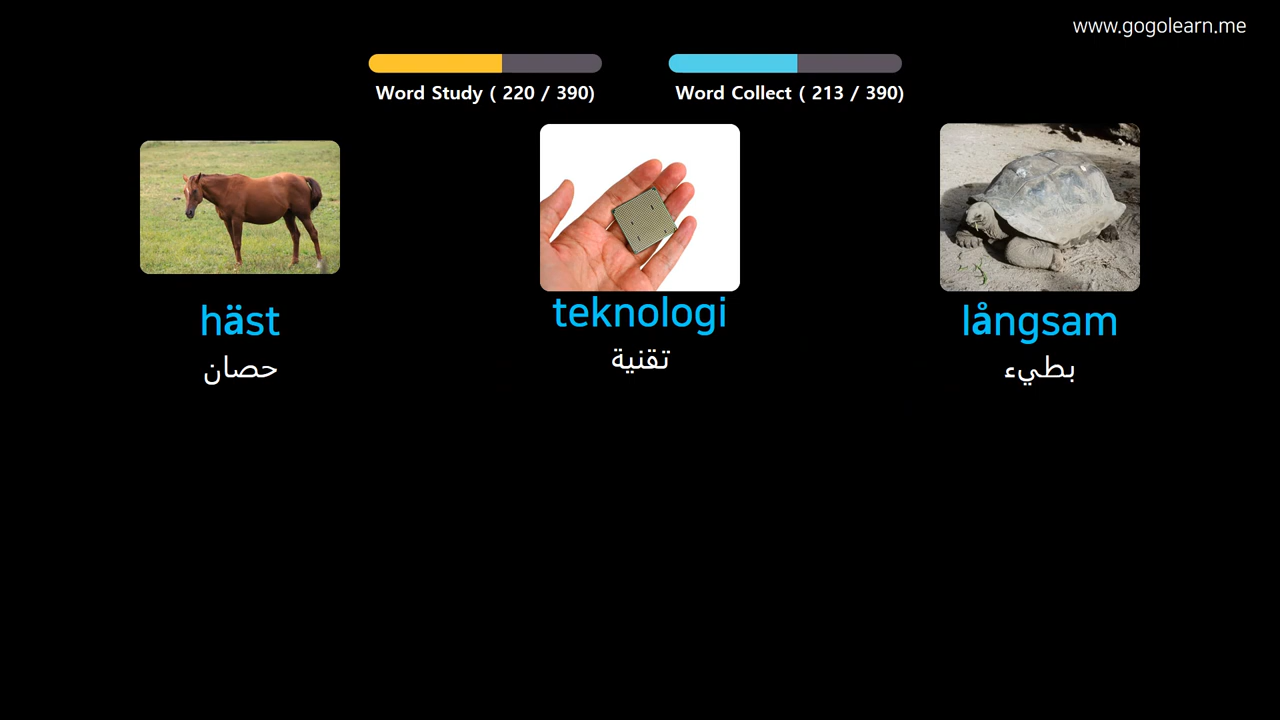 www.gogolearn.me
Word Study ( 220 / 390)
Word Collect ( 213 / 390)
häst
حصان
teknologi
تقنية
långsam
بطيء